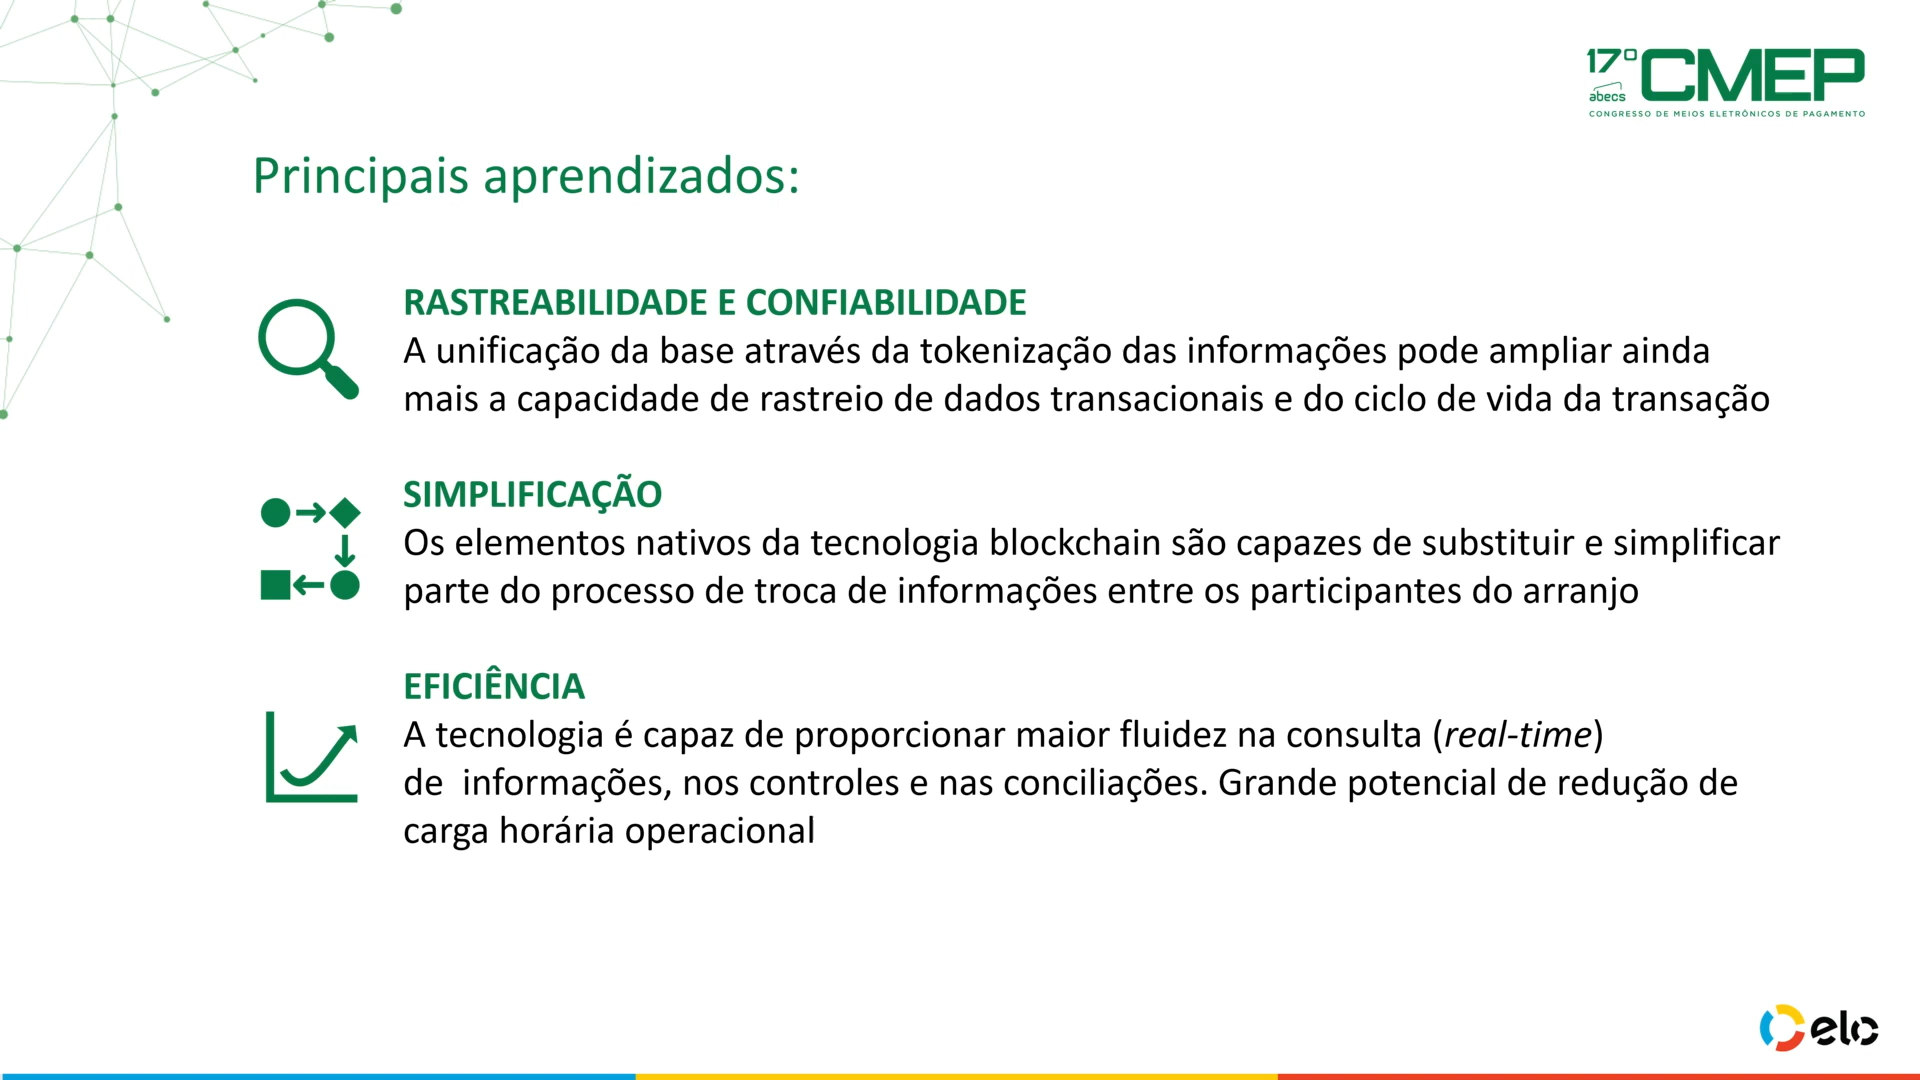 17º CMEP
abecs
CONGRESSO DE MEIOS ELETRÔNICOS DE PAGAMENTO
Principais aprendizados:
RASTREABILIDADE E CONFIABILIDADE
A unificação da base através da tokenização das informações pode ampliar ainda
mais a capacidade de rastreio de dados transacionais e do ciclo de vida da transação
SIMPLIFICAÇÃO
Os elementos nativos da tecnologia blockchain são capazes de substituir e simplificar
parte do processo de troca de informações entre os participantes do arranjo
EFICIÊNCIA
A tecnologia é capaz de proporcionar maior fluidez na consulta (real-time)
de  informações, nos controles e nas conciliações. Grande potencial de redução de
carga horária operacional
elo